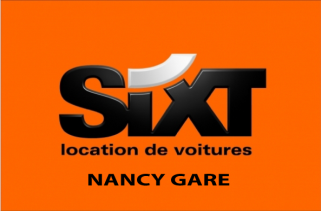 SiXT
location de voitures
NANCY GARE